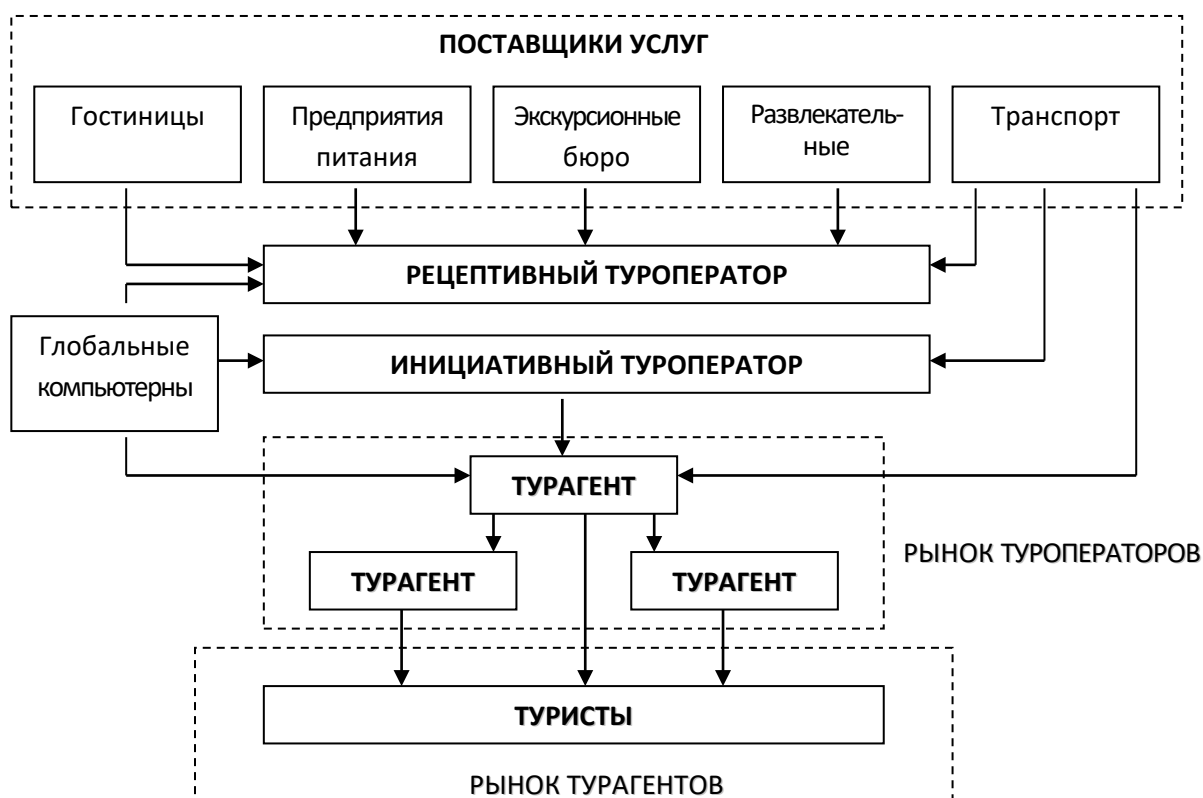 ПОСТАВЩИКИ УСЛУГ
Гостиницы
Предприятия
питания
Экскурсионные
бюро
Развлекатель-
ные
Транспорт
РЕЦЕПТИВНЫЙ ТУРОПЕРАТОР
Глобальные
компьютерны
ИНИЦИАТИВНЫЙ ТУРОПЕРАТОР
ТУРАГЕНТ
РЫНОК ТУРОПЕРАТОРОВ
ТУРАГЕНТ
ТУРАГЕНТ
ТУРИСТЫ
РЫНОК ТУРАГЕНТОВ